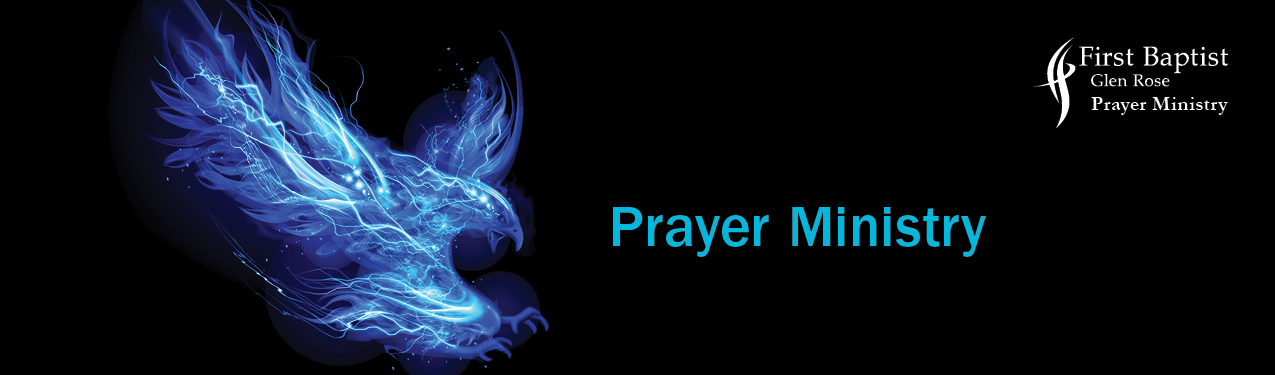 First Baptist
Glen Rose
Prayer Ministry
Prayer Ministry